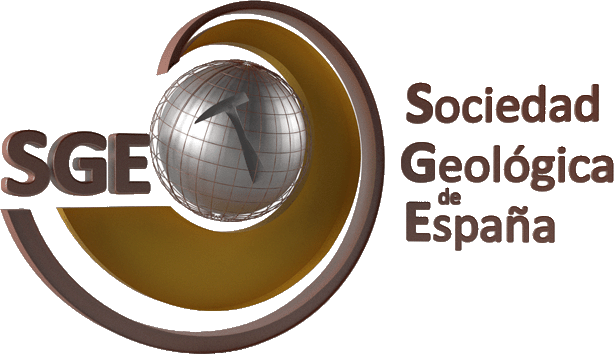 SGE
Sociedad
Geológica
de
España